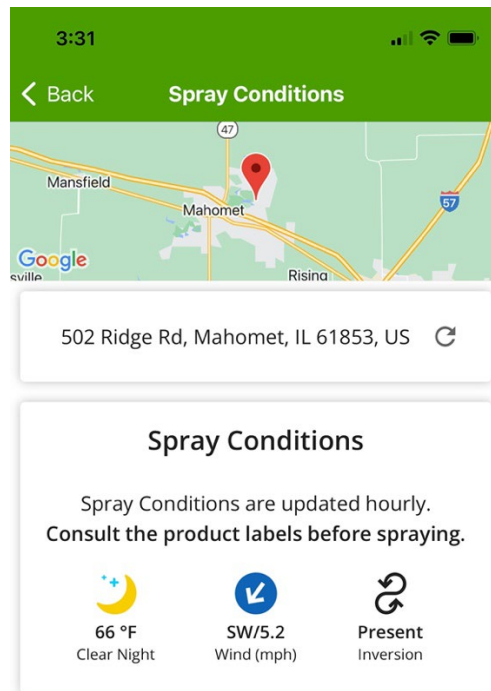 3:31
Back
Spray Conditions
47
Mansfield
Mahomet
57
Google
sville
Rising
502 Ridge Rd, Mahomet, IL 61853, US
Spray Conditions
Spray Conditions are updated hourly.
Consult the product labels before spraying.
66 °F
SW/5.2
Present
Clear Night
Wind (mph)
Inversion